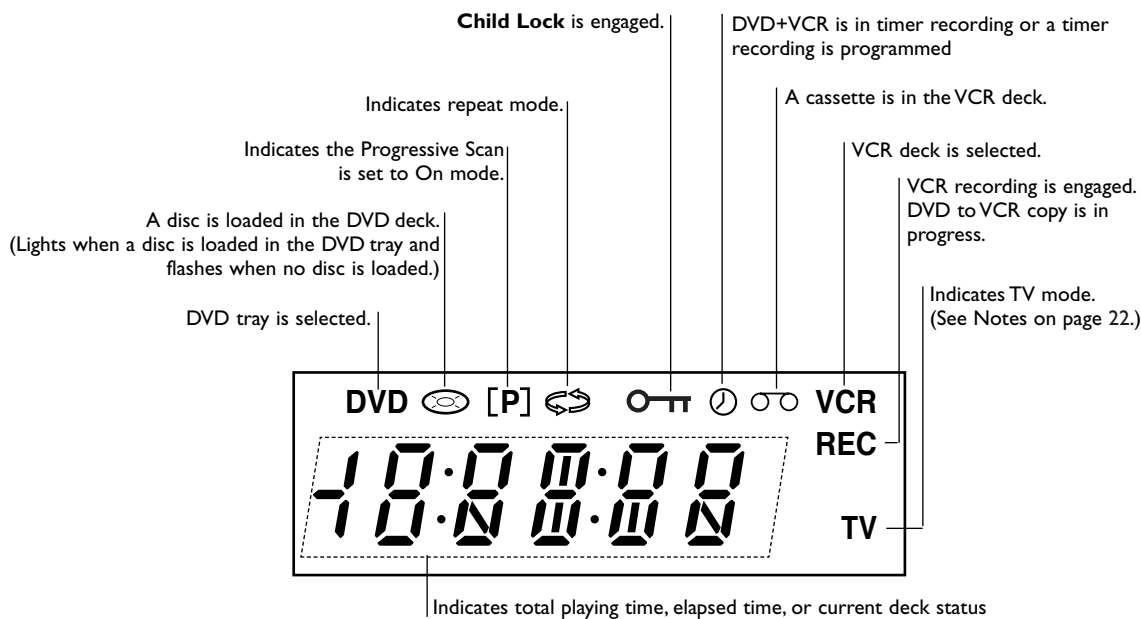 Child Lock is engaged.
DVD+VCR is in timer recording or a timer
recording is programmed
Indicates repeat mode.
A cassette is in the VCR deck.
Indicates the Progressive Scan
is set to On mode.
VCR deck is selected.
A disc is loaded in the DVD deck.
(Lights when a disc is loaded in the DVD tray and
flashes when no disc is loaded.)
VCR recording is engaged.
DVD to VCR copy is in
progress.
DVD tray is selected.
Indicates TV mode.
(See Notes on page 22.)
DVD [P] VCR
REC
TV
Indicates total playing time, elapsed time, or current deck status